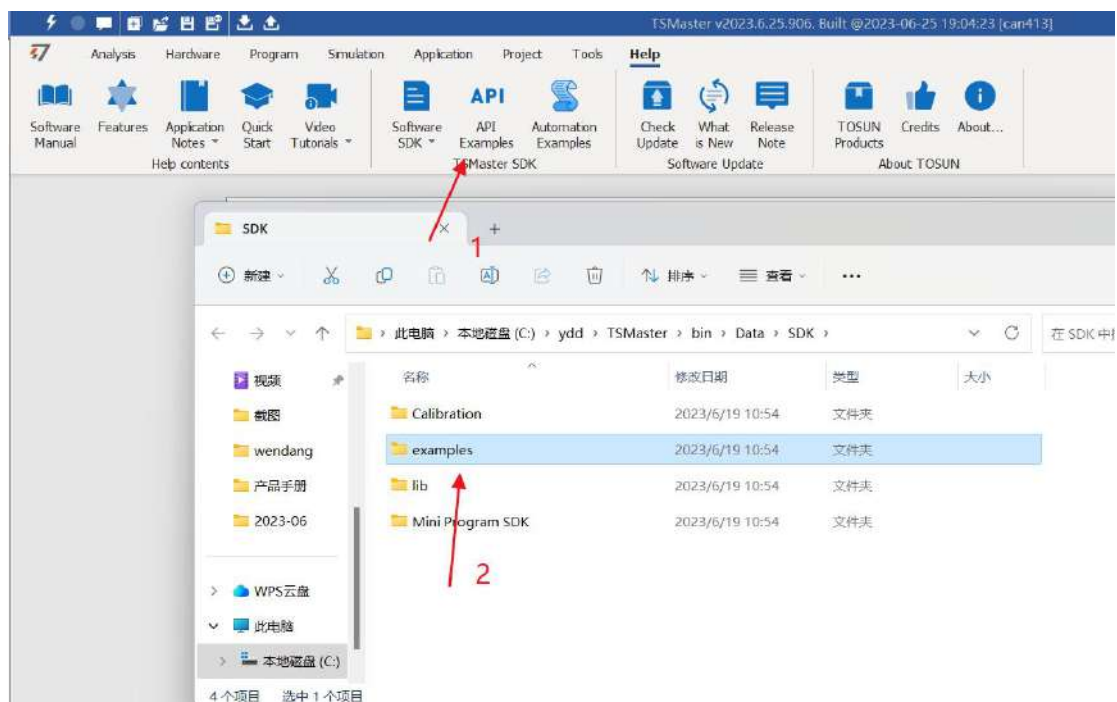 TSMaster v2023.6.25.906. Built @2023-06-25 19:04:23 [can413]
Analysis Hardware Program Simulation Application Project Tools Help
Software Manual Features Application Notes Quick Start Video Tutorials Software SDK API API Examples Automation Examples Check Update What is New Release Note TOSUN Products Credits About...
Help contents TSMaster SDK Software Update About TOSUN
SDK
1
新建 排序 查看 ...
此电脑 > 本地磁盘 (C:) > ydd > TSMaster > bin > Data > SDK > 在 SDK 中
名称 修改日期 类型 大小
视频
Calibration 2023/6/19 10:54 文件夹
截图
examples 2023/6/19 10:54 文件夹
wendang
lib 2023/6/19 10:54 文件夹
产品手册
Mini Program SDK 2023/6/19 10:54 文件夹
2023-06
2
WPS云盘
此电脑
本地磁盘 (C:)
4 个项目 选中 1 个项目